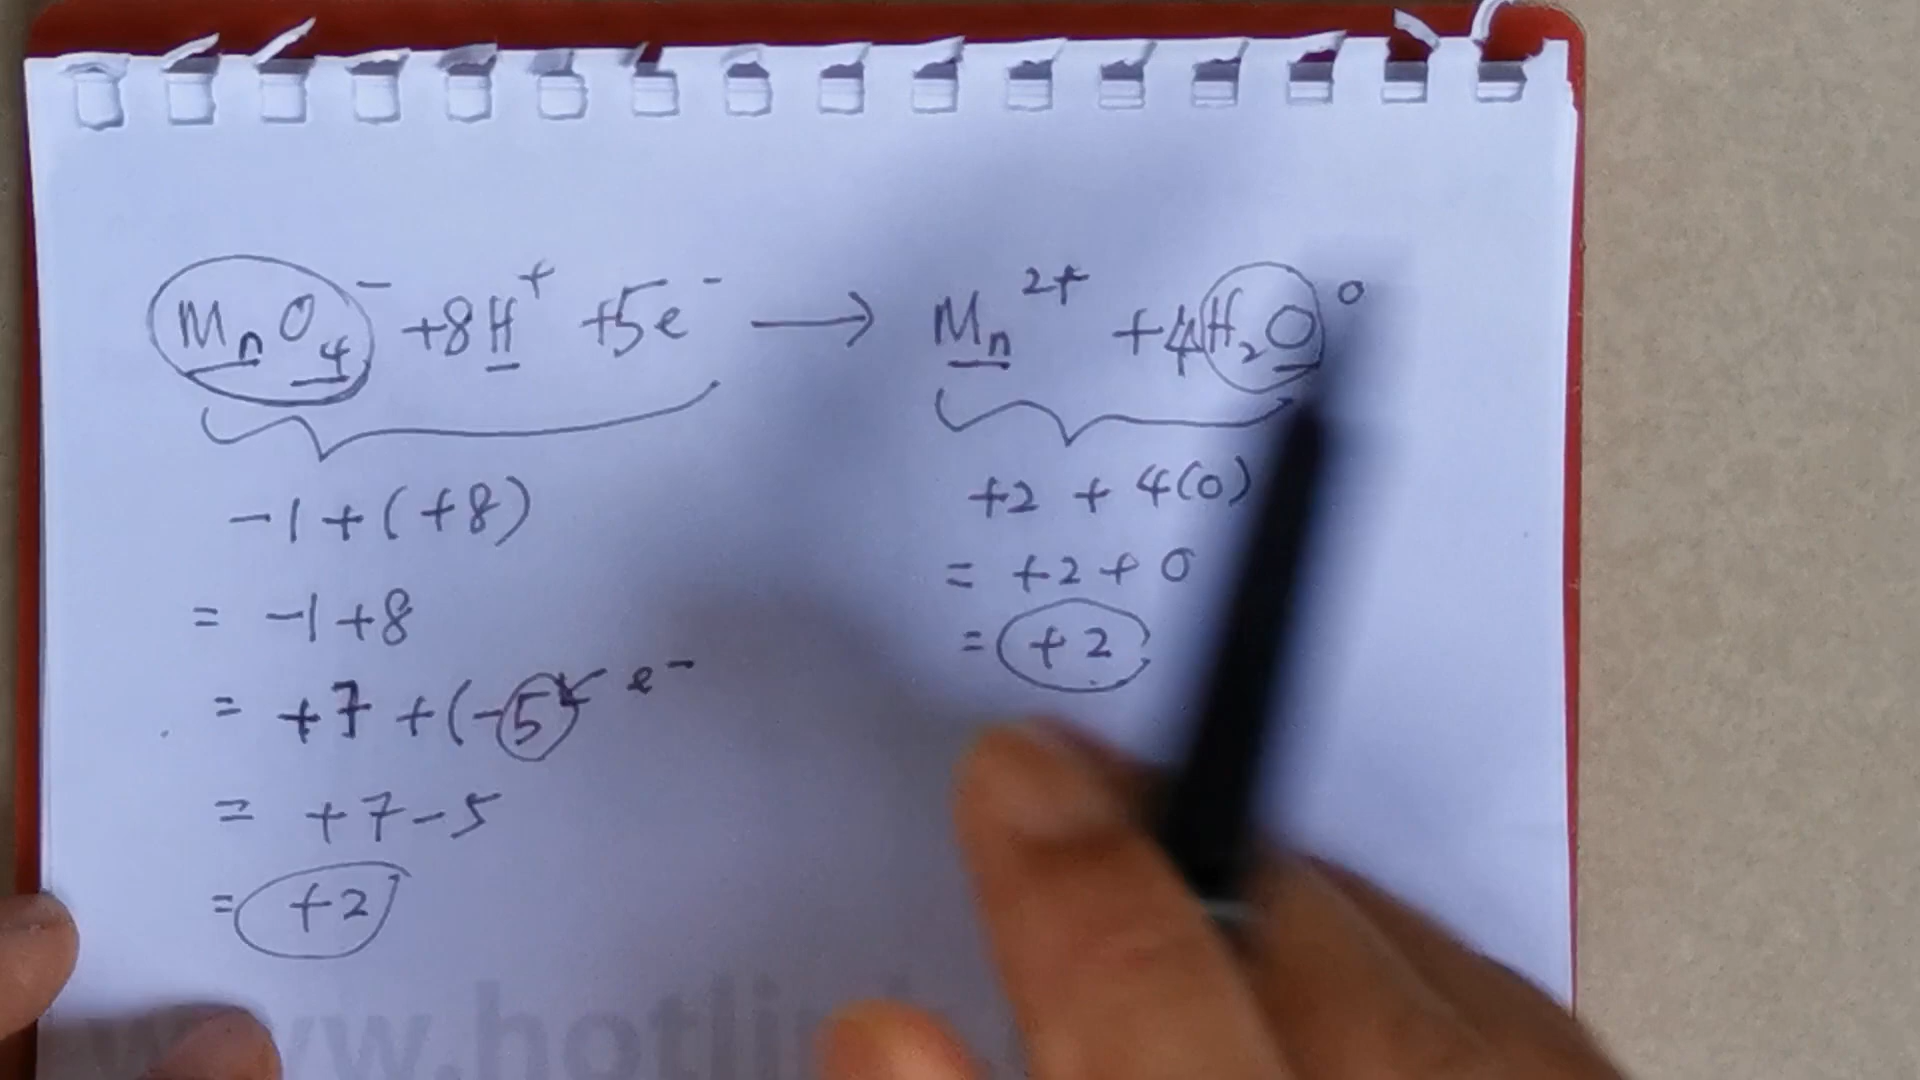 MnO₄⁻ + 8H⁺ + 5e⁻ → Mn²⁺ + 4H₂O⁰
-1 + (+8)
= -1 + 8
= +7 + (-5 e⁻
= +7 - 5
= +2
+2 + 4(0)
= +2 + 0
= +2